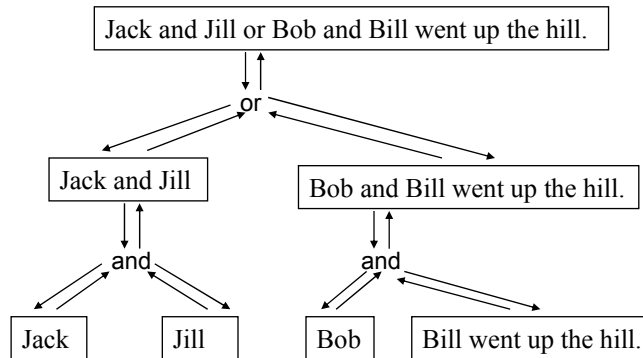 Jack and Jill or Bob and Bill went up the hill.
or
Jack and Jill
Bob and Bill went up the hill.
and
and
Jack
Jill
Bob
Bill went up the hill.